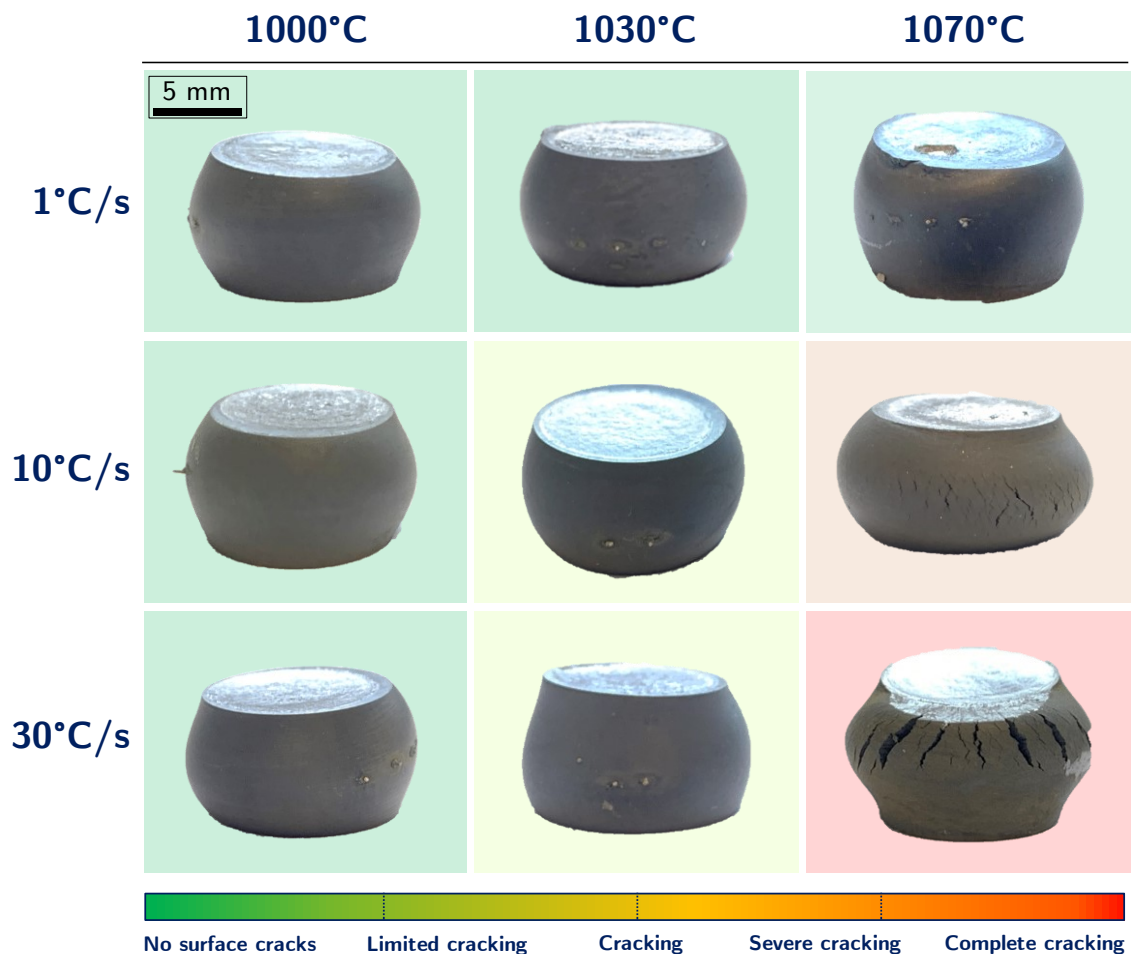 1000°C 1030°C 1070°C
5 mm
1°C/s
10°C/s
30°C/s
No surface cracks Limited cracking Cracking Severe cracking Complete cracking